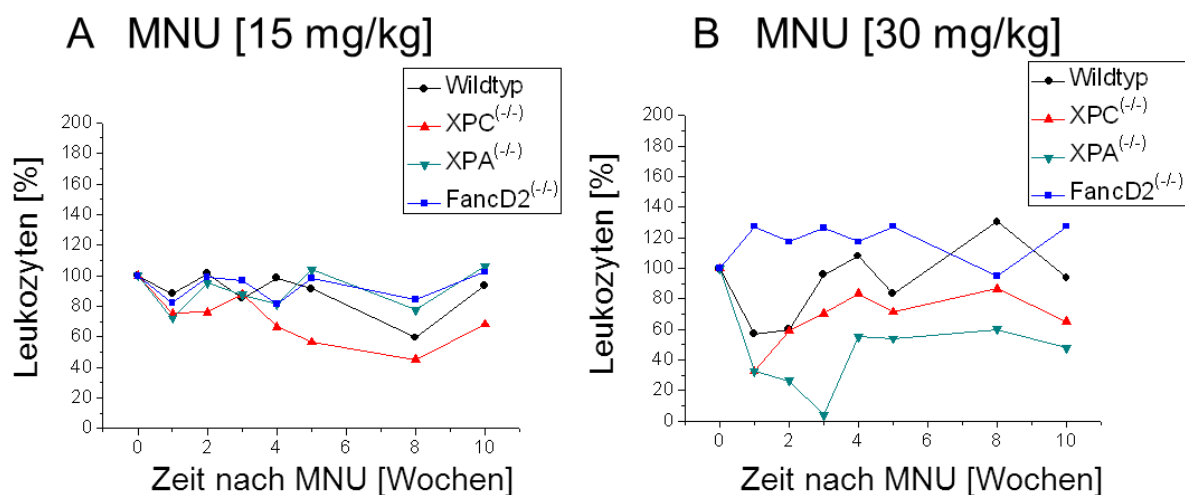 A MNU [15 mg/kg]
Wildtyp
XPC(-/-)
XPA(-/-)
FancD2(-/-)
Leukozyten [%]
200
180
160
140
120
100
80
60
40
20
0
0 2 4 6 8 10
Zeit nach MNU [Wochen]
B MNU [30 mg/kg]
Wildtyp
XPC(-/-)
XPA(-/-)
FancD2(-/-)
Leukozyten [%]
200
180
160
140
120
100
80
60
40
20
0
0 2 4 6 8 10
Zeit nach MNU [Wochen]